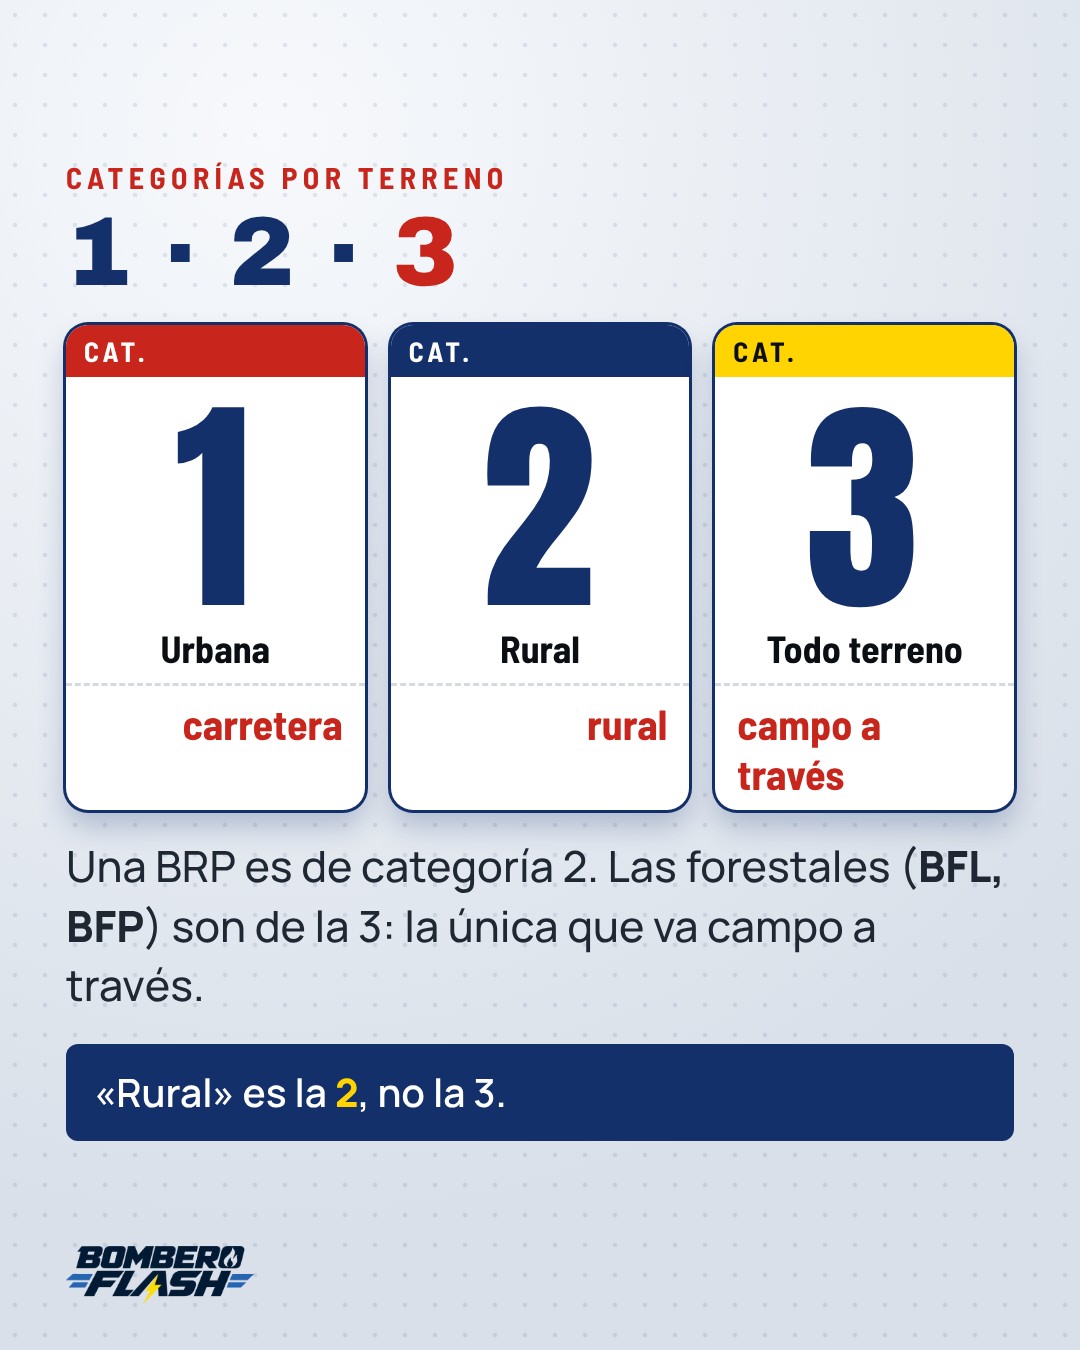 CATEGORÍAS POR TERRENO
1 · 2 · 3
CAT.
1
Urbana
carretera
CAT.
2
Rural
rural
CAT.
3
Todo terreno
campo a
través
Una BRP es de categoría 2. Las forestales (BFL,
BFP) son de la 3: la única que va campo a
través.
«Rural» es la 2, no la 3.
BOMBERO
FLASH